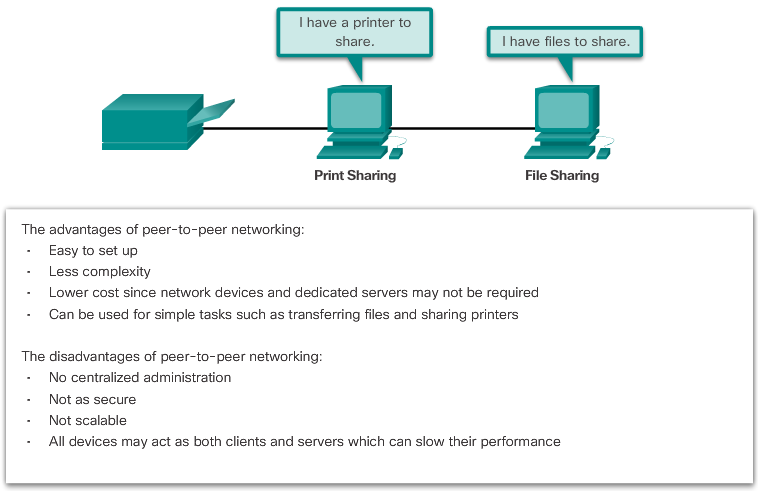 I have a printer to
share.
I have files to share.
Print Sharing
File Sharing
The advantages of peer-to-peer networking:
· Easy to set up
· Less complexity
· Lower cost since network devices and dedicated servers may not be required
· Can be used for simple tasks such as transferring files and sharing printers
The disadvantages of peer-to-peer networking:
· No centralized administration
· Not as secure
· Not scalable
· All devices may act as both clients and servers which can slow their performance